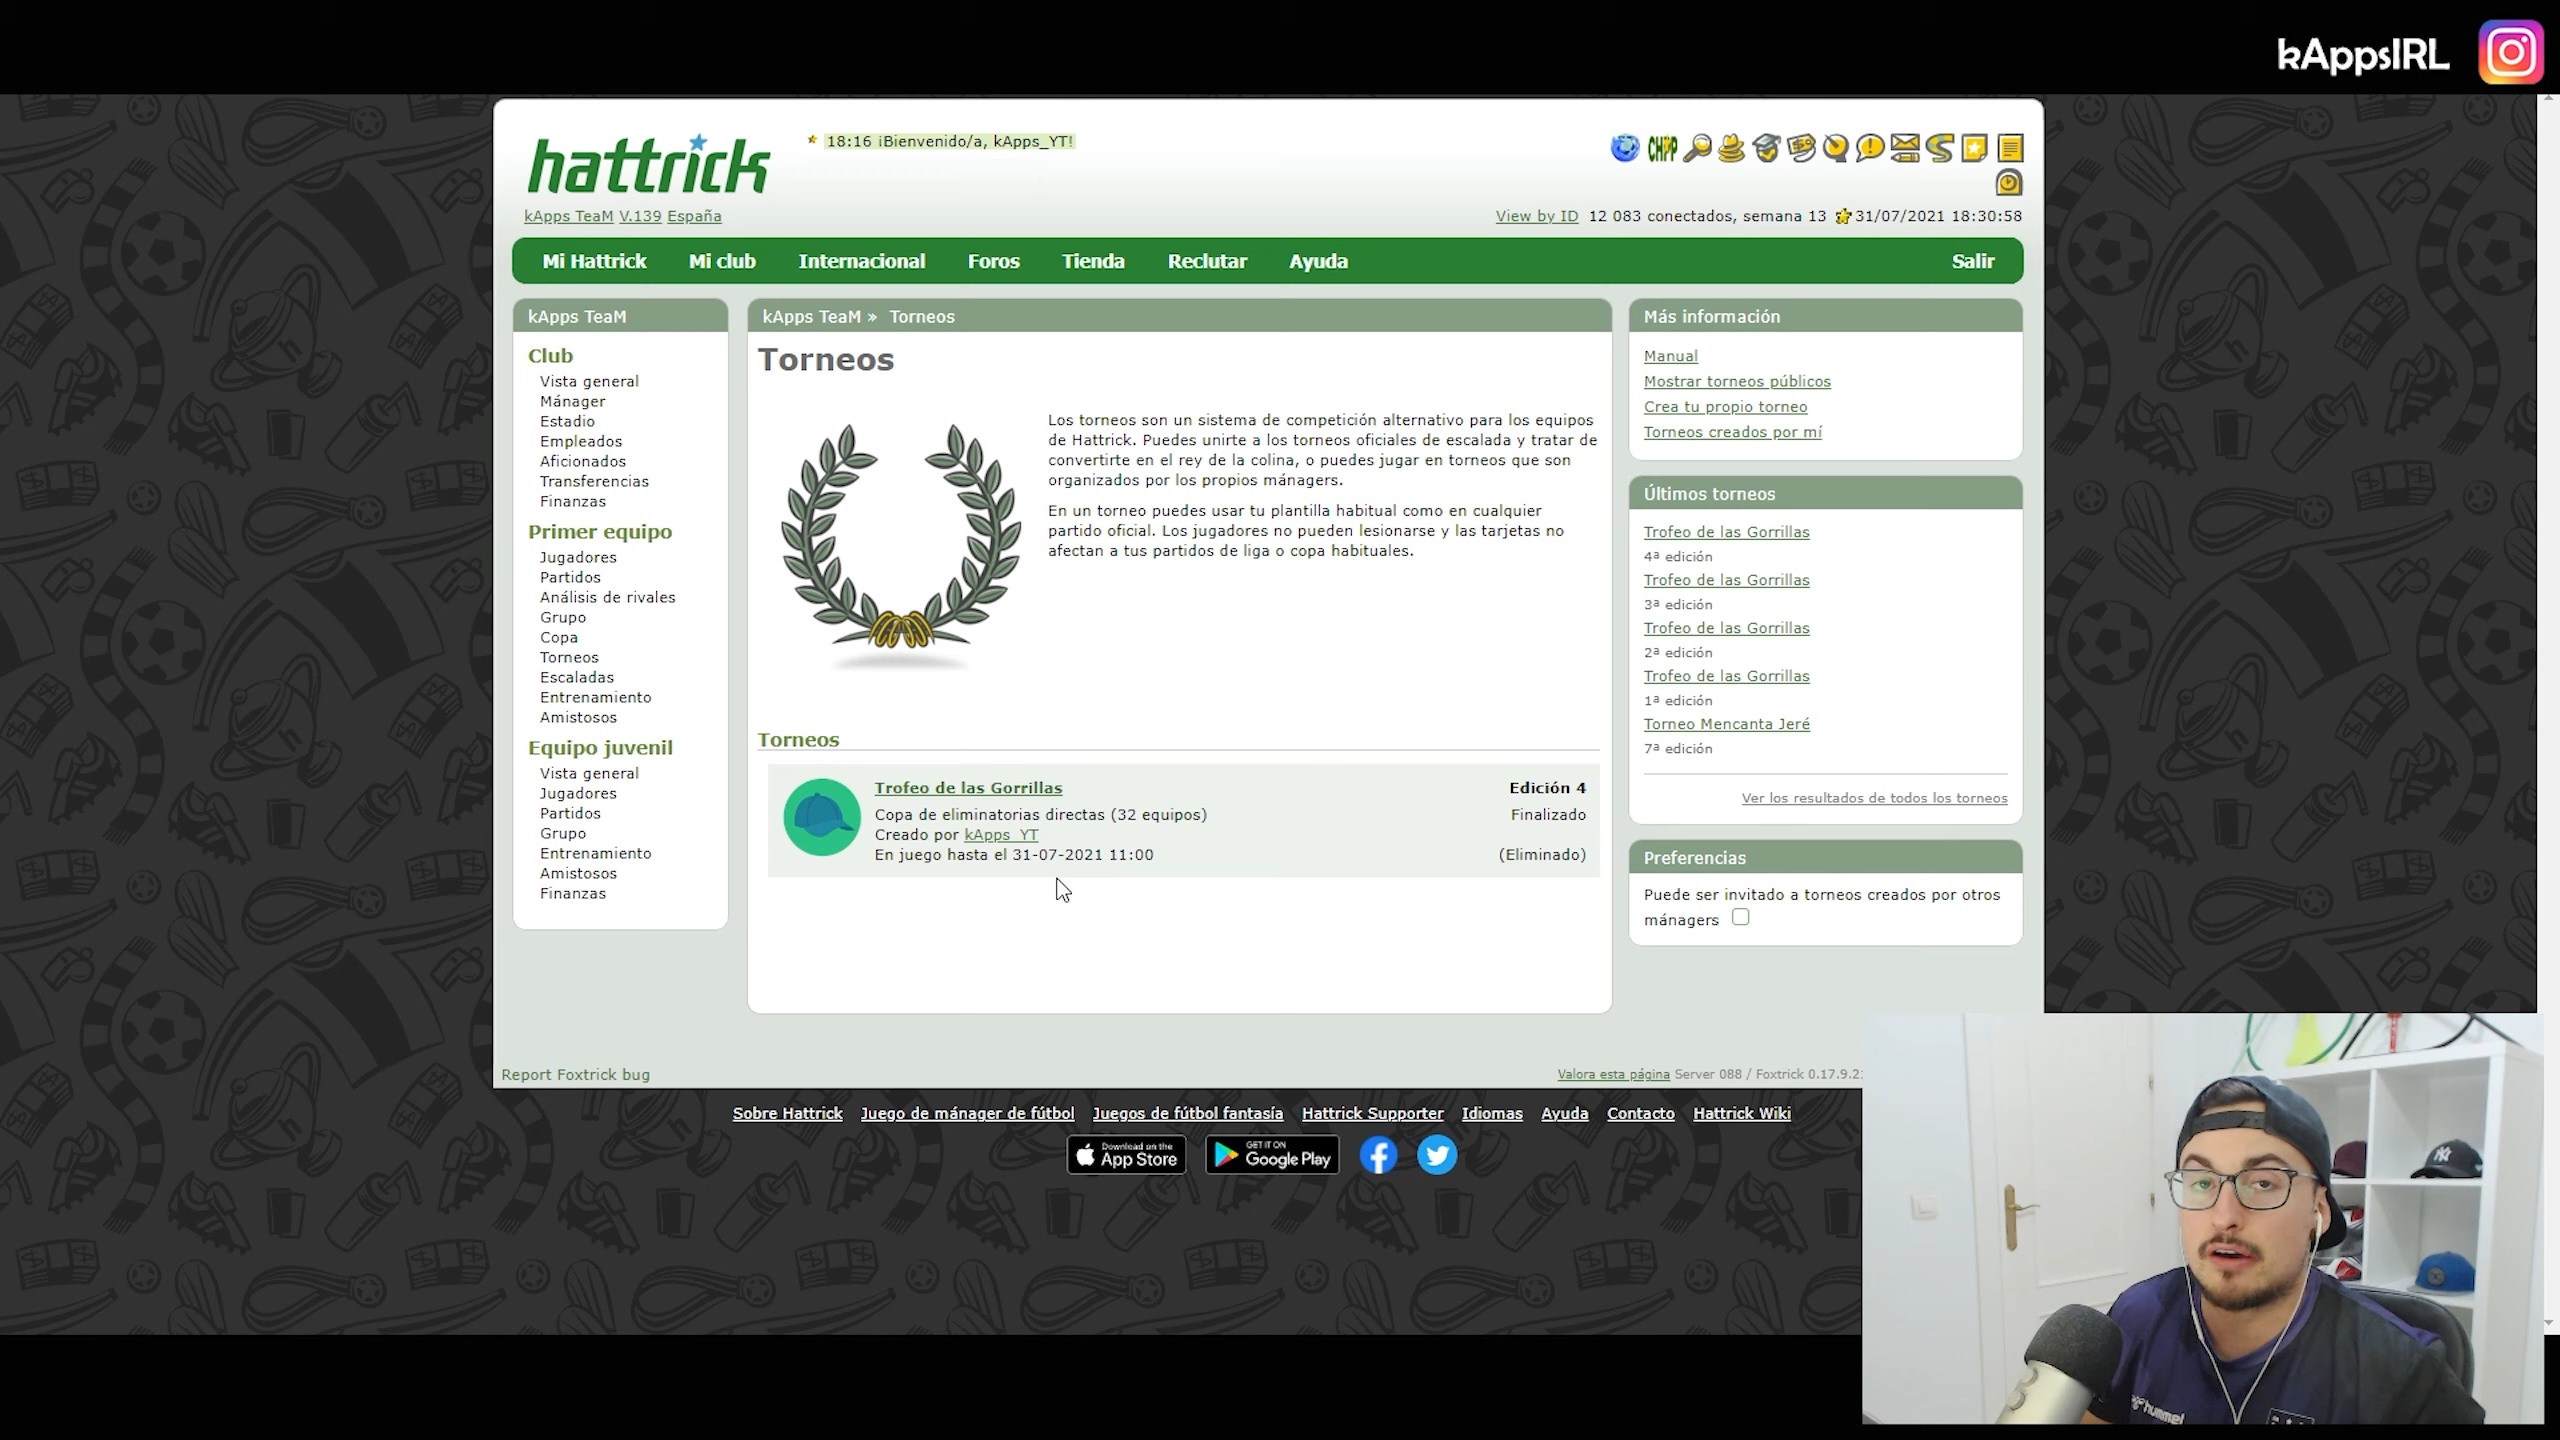 kAppsIRL
hattrick
18:16 ¡Bienvenido/a, kApps_YT!
CHPP
kApps TeaM V.139 España
View by ID 12 083 conectados, semana 13 31/07/2021 18:30:58
Mi Hattrick Mi club Internacional Foros Tienda Reclutar Ayuda Salir
kApps TeaM
Club
Vista general
Mánager
Estadio
Empleados
Aficionados
Transferencias
Finanzas
Primer equipo
Jugadores
Partidos
Análisis de rivales
Grupo
Copa
Torneos
Escaladas
Entrenamiento
Amistosos
Equipo juvenil
Vista general
Jugadores
Partidos
Grupo
Entrenamiento
Amistosos
Finanzas
kApps TeaM » Torneos
Torneos
Los torneos son un sistema de competición alternativo para los equipos
de Hattrick. Puedes unirte a los torneos oficiales de escalada y tratar de
convertirte en el rey de la colina, o puedes jugar en torneos que son
organizados por los propios mánagers.
En un torneo puedes usar tu plantilla habitual como en cualquier
partido oficial. Los jugadores no pueden lesionarse y las tarjetas no
afectan a tus partidos de liga o copa habituales.
Torneos
Trofeo de las Gorrillas Edición 4
Copa de eliminatorias directas (32 equipos) Finalizado
Creado por kApps_YT
En juego hasta el 31-07-2021 11:00 (Eliminado)
Más información
Manual
Mostrar torneos públicos
Crea tu propio torneo
Torneos creados por mí
Últimos torneos
Trofeo de las Gorrillas
4ª edición
Trofeo de las Gorrillas
3ª edición
Trofeo de las Gorrillas
2ª edición
Trofeo de las Gorrillas
1ª edición
Torneo Mencanta Jeré
7ª edición
Ver los resultados de todos los torneos
Preferencias
Puede ser invitado a torneos creados por otros
mánagers
Report Foxtrick bug
Valora esta página Server 088 / Foxtrick 0.17.9.2
Sobre Hattrick Juego de mánager de fútbol Juegos de fútbol fantasía Hattrick Supporter Idiomas Ayuda Contacto Hattrick Wiki
Download on the
App Store
GET IT ON
Google Play
hummel